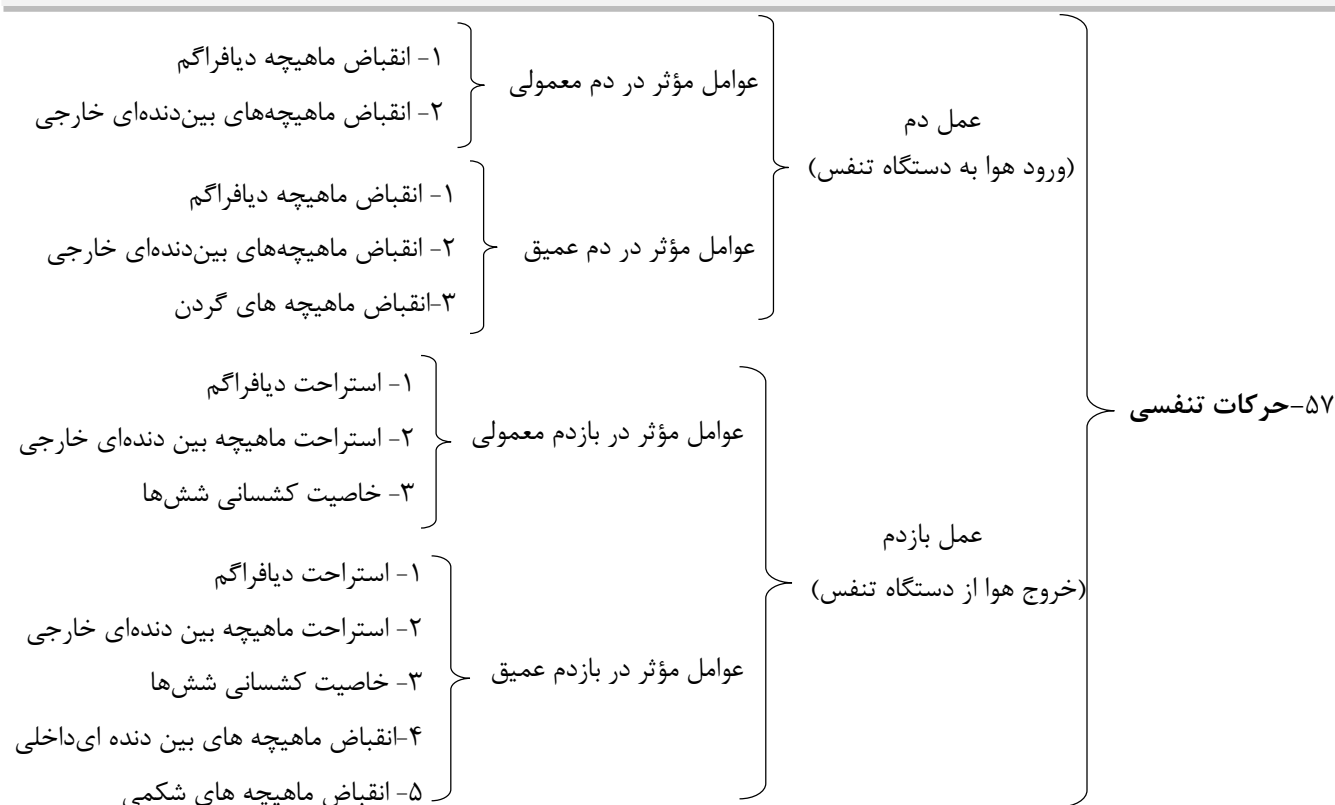 ۵۷-حرکات تنفسی
عمل دم
(ورود هوا به دستگاه تنفس)
عوامل مؤثر در دم معمولی
۱- انقباض ماهیچه دیافراگم
۲- انقباض ماهیچه‌های بین‌دنده‌ای خارجی
عوامل مؤثر در دم عمیق
۱- انقباض ماهیچه دیافراگم
۲- انقباض ماهیچه‌های بین‌دنده‌ای خارجی
۳-انقباض ماهیچه های گردن
عمل بازدم
(خروج هوا از دستگاه تنفس)
عوامل مؤثر در بازدم معمولی
۱- استراحت دیافراگم
۲- استراحت ماهیچه بین دنده‌ای خارجی
۳- خاصیت کشسانی شش‌ها
عوامل مؤثر در بازدم عمیق
۱- استراحت دیافراگم
۲- استراحت ماهیچه بین دنده‌ای خارجی
۳- خاصیت کشسانی شش‌ها
۴-انقباض ماهیچه های بین دنده ای‌داخلی
۵- انقباض ماهیچه های شکمی